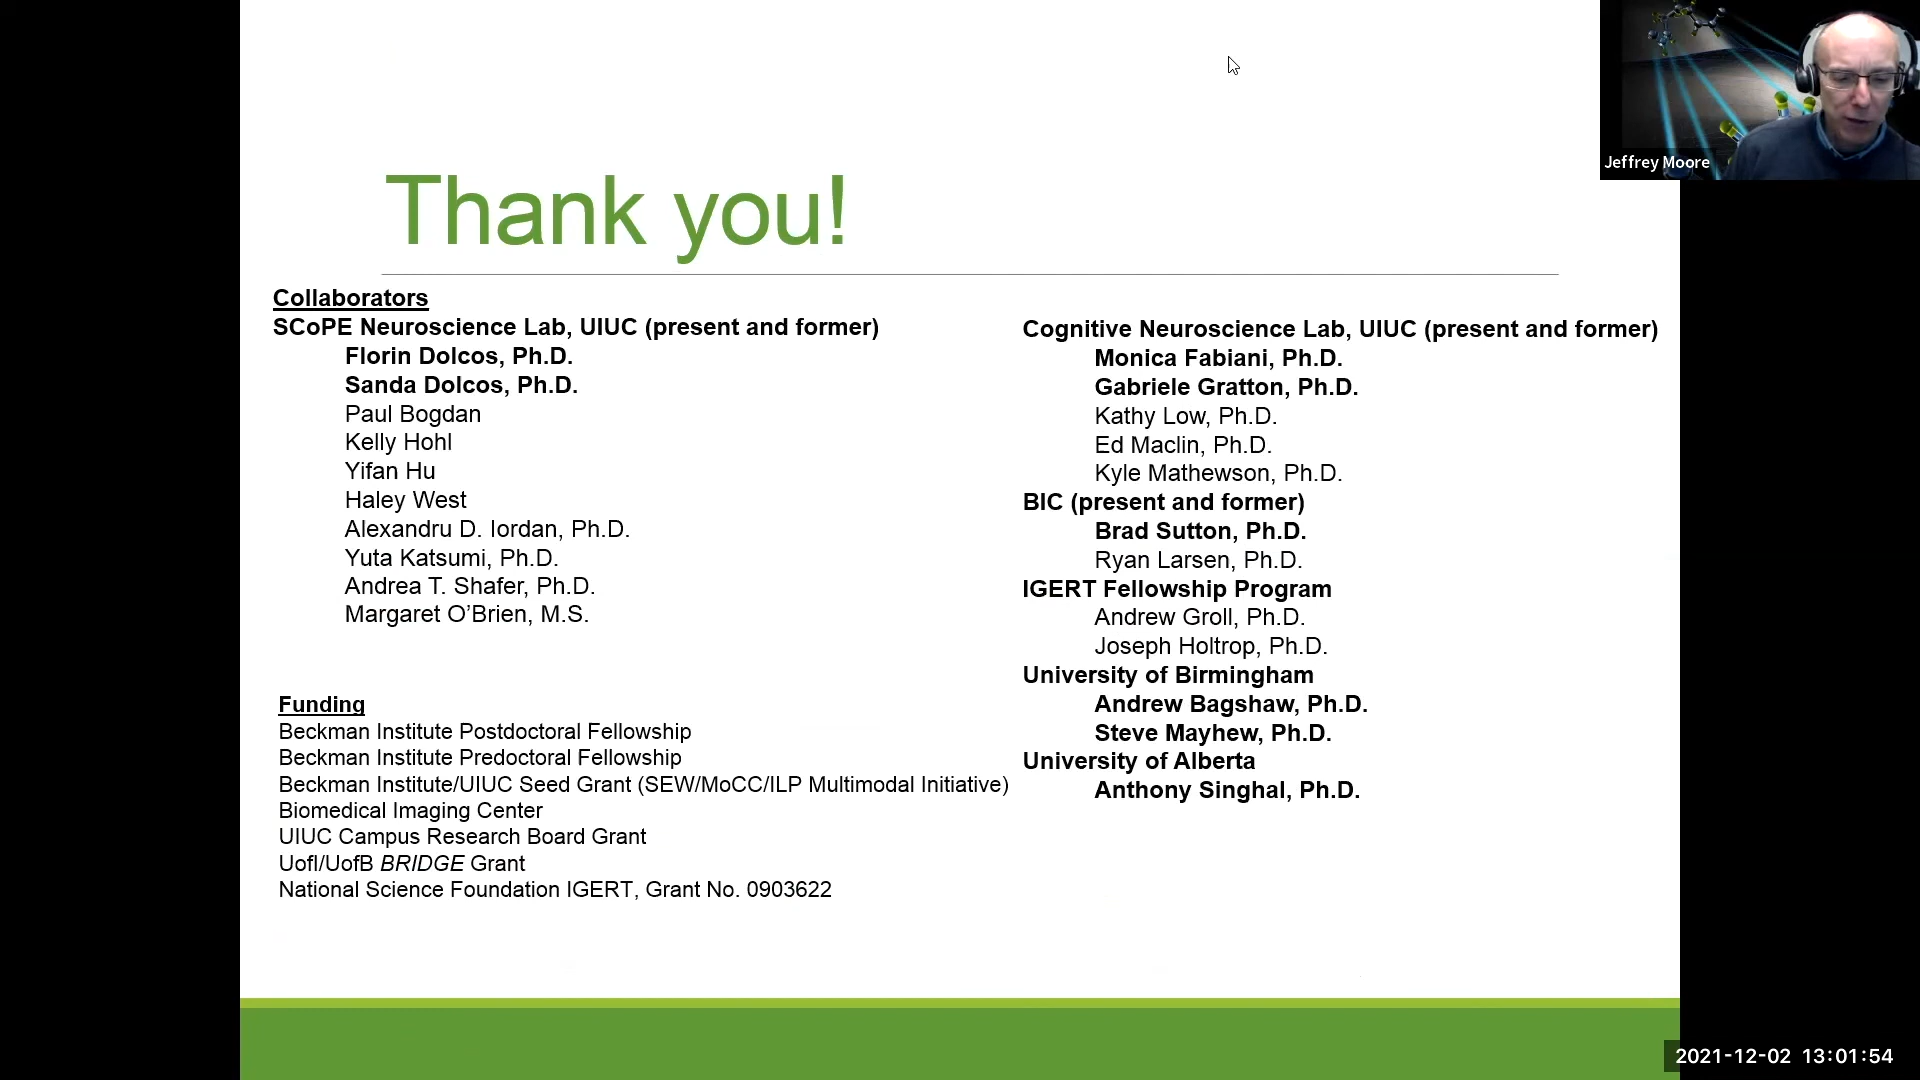 Thank you!
Collaborators
SCoPE Neuroscience Lab, UIUC (present and former)
Florin Dolcos, Ph.D.
Sanda Dolcos, Ph.D.
Paul Bogdan
Kelly Hohl
Yifan Hu
Haley West
Alexandru D. Iordan, Ph.D.
Yuta Katsumi, Ph.D.
Andrea T. Shafer, Ph.D.
Margaret O’Brien, M.S.
Funding
Beckman Institute Postdoctoral Fellowship
Beckman Institute Predoctoral Fellowship
Beckman Institute/UIUC Seed Grant (SEW/MoCC/ILP Multimodal Initiative)
Biomedical Imaging Center
UIUC Campus Research Board Grant
UofI/UofB BRIDGE Grant
National Science Foundation IGERT, Grant No. 0903622
Cognitive Neuroscience Lab, UIUC (present and former)
Monica Fabiani, Ph.D.
Gabriele Gratton, Ph.D.
Kathy Low, Ph.D.
Ed Maclin, Ph.D.
Kyle Mathewson, Ph.D.
BIC (present and former)
Brad Sutton, Ph.D.
Ryan Larsen, Ph.D.
IGERT Fellowship Program
Andrew Groll, Ph.D.
Joseph Holtrop, Ph.D.
University of Birmingham
Andrew Bagshaw, Ph.D.
Steve Mayhew, Ph.D.
University of Alberta
Anthony Singhal, Ph.D.
Jeffrey Moore
2021-12-02 13:01:54